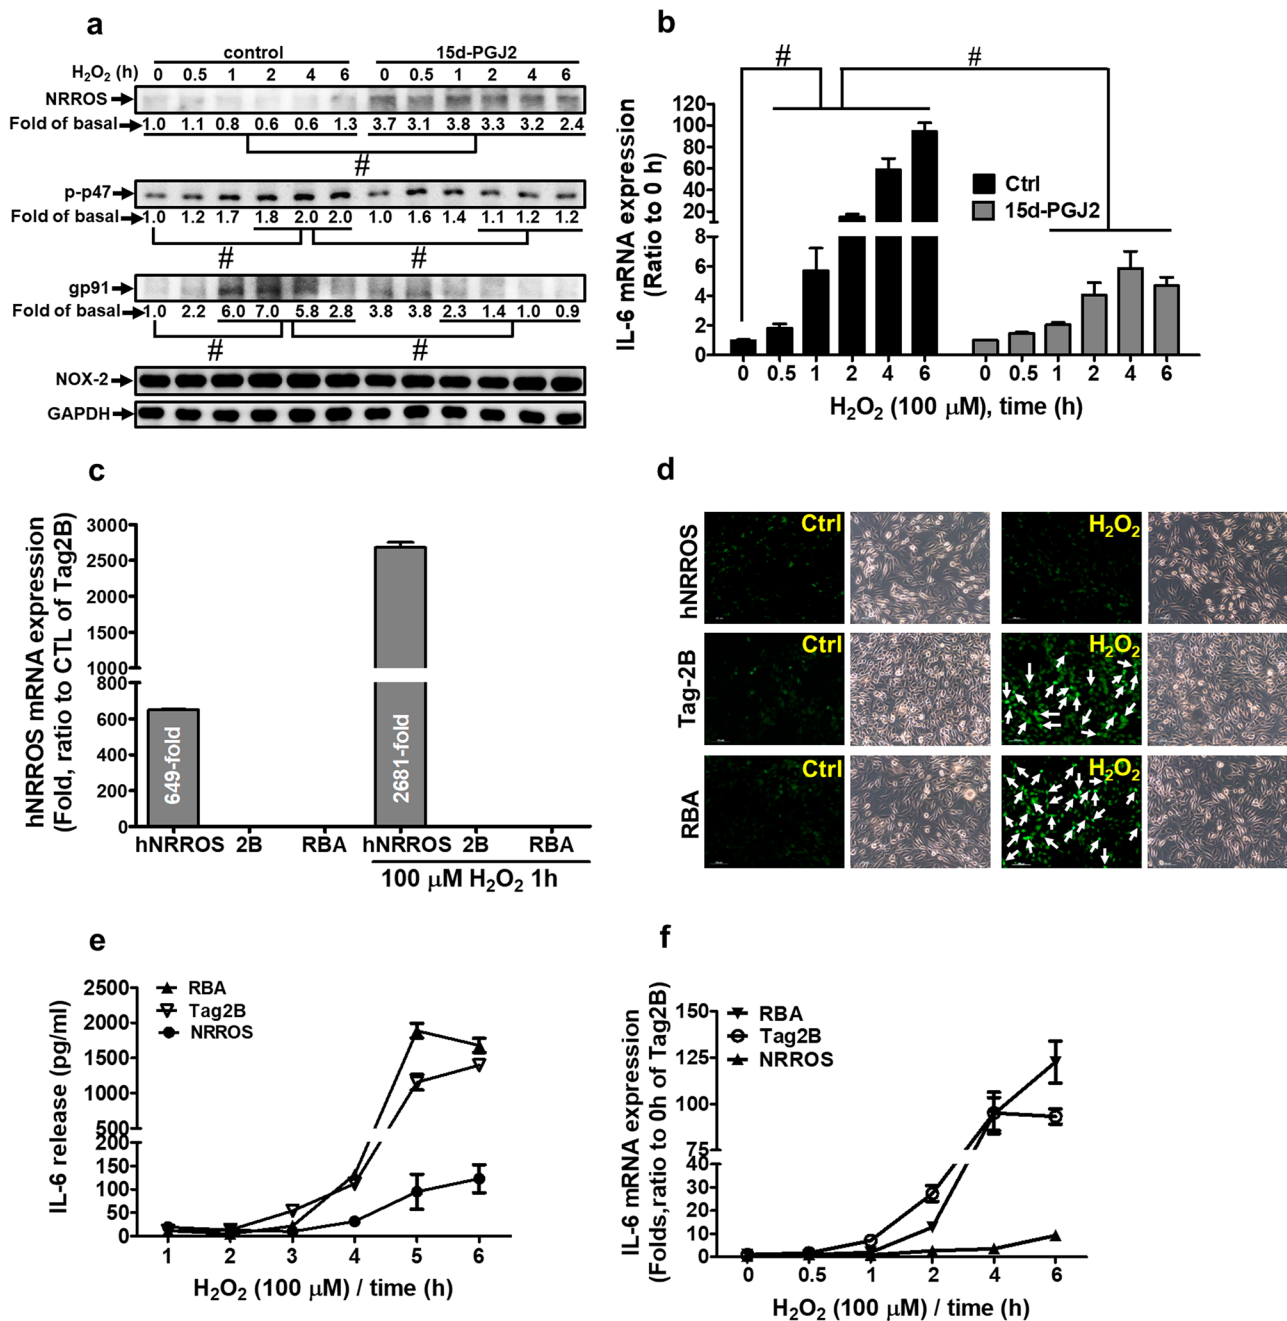 a
control 15d-PGJ2
H₂O₂ (h) 0 0.5 1 2 4 6 0 0.5 1 2 4 6
NRROS
Fold of basal 1.0 1.1 0.8 0.6 0.6 1.3 3.7 3.1 3.8 3.3 3.2 2.4
#
p-p47
Fold of basal 1.0 1.2 1.7 1.8 2.0 2.0 1.0 1.6 1.4 1.1 1.2 1.2
# #
gp91
Fold of basal 1.0 2.2 6.0 7.0 5.8 2.8 3.8 3.8 2.3 1.4 1.0 0.9
# #
NOX-2
GAPDH
b
# #
IL-6 mRNA expression
(Ratio to 0 h)
120
100
80
60
40
20
8
6
4
2
0
Ctrl
15d-PGJ2
0 0.5 1 2 4 6 0 0.5 1 2 4 6
H₂O₂ (100 μM), time (h)
c
hNRROS mRNA expression
(Fold, ratio to CTL of Tag2B)
3000
2500
2000
1500
1000
800
600
400
200
0
649-fold
2681-fold
hNRROS 2B RBA hNRROS 2B RBA
100 μM H₂O₂ 1h
d
hNRROS
Ctrl
H₂O₂
Tag-2B
Ctrl
H₂O₂
RBA
Ctrl
H₂O₂
e
IL-6 release (pg/ml)
2500
2000
1500
1000
500
200
150
100
50
0
RBA
Tag2B
NRROS
1 2 3 4 5 6
H₂O₂ (100 μM) / time (h)
f
IL-6 mRNA expression
(Folds,ratio to 0h of Tag2B)
150
125
100
75
40
30
20
10
0
RBA
Tag2B
NRROS
0 0.5 1 2 4 6
H₂O₂ (100 μM) / time (h)